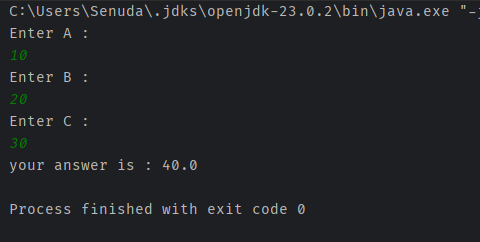 C:\Users\Senuda\.jdks\openjdk-23.0.2\bin\java.exe "-j
Enter A :
10
Enter B :
20
Enter C :
30
your answer is : 40.0
Process finished with exit code 0